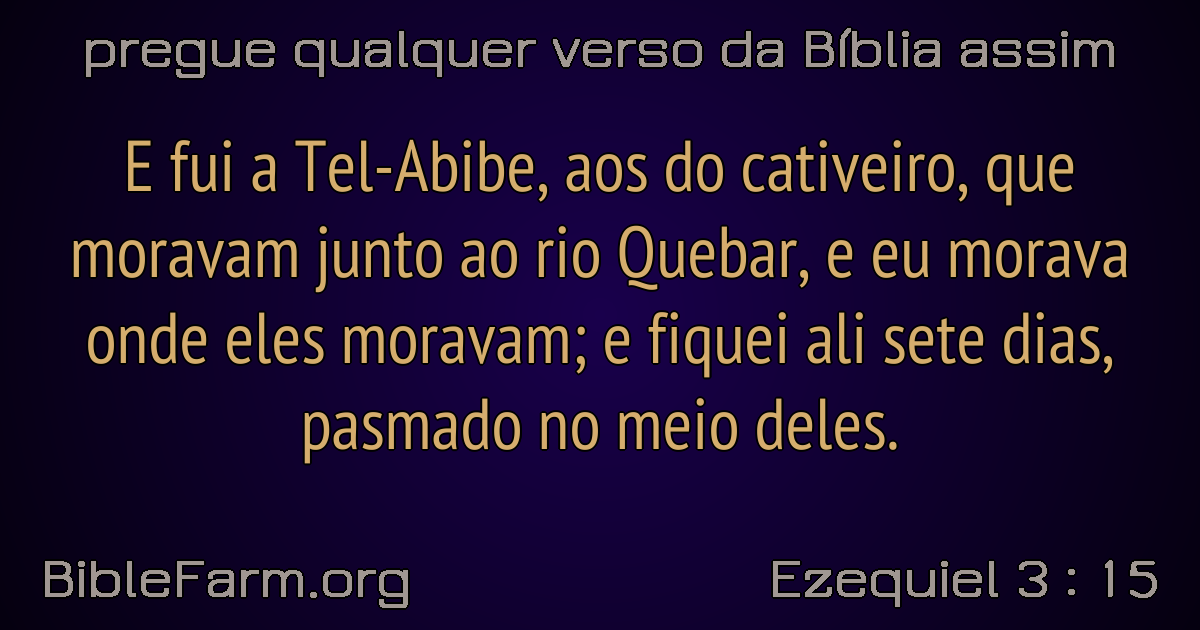 pregue qualquer verso da Bíblia assim
E fui a Tel-Abibe, aos do cativeiro, que
moravam junto ao rio Quebar, e eu morava
onde eles moravam; e fiquei ali sete dias,
pasmado no meio deles.
BibleFarm.org
Ezequiel 3 : 15